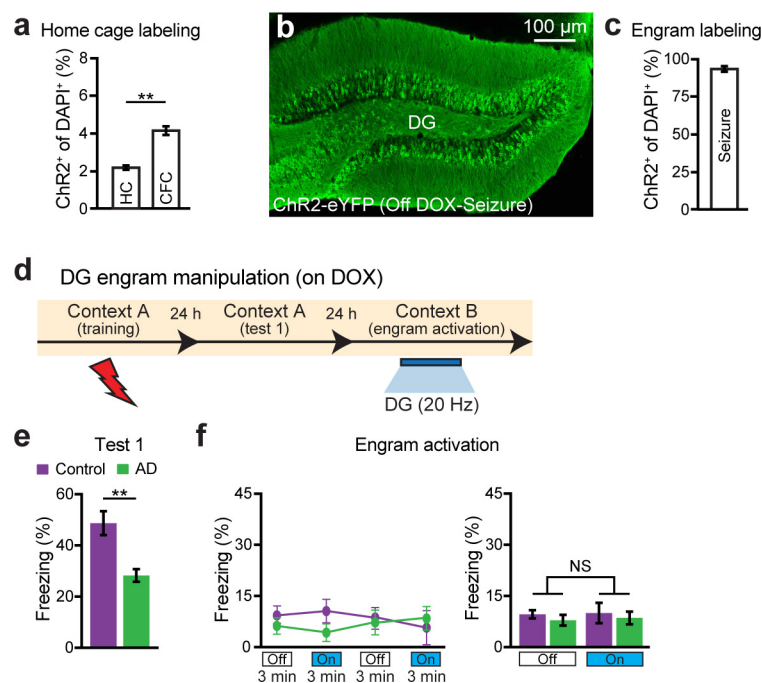 a Home cage labeling
ChR2⁺ of DAPI⁺ (%)
8
6
4
2
0
**
HC
CFC
b
100 µm
DG
ChR2-eYFP (Off DOX-Seizure)
c Engram labeling
ChR2⁺ of DAPI⁺ (%)
100
75
50
25
0
Seizure
d
DG engram manipulation (on DOX)
Context A 24 h Context A 24 h Context B
(training) (test 1) (engram activation)
DG (20 Hz)
e Test 1
Control AD
Freezing (%)
60
40
20
0
**
f Engram activation
Freezing (%)
45
30
15
0
Off On Off On
3 min 3 min 3 min 3 min
Freezing (%)
45
30
15
0
NS
Off On